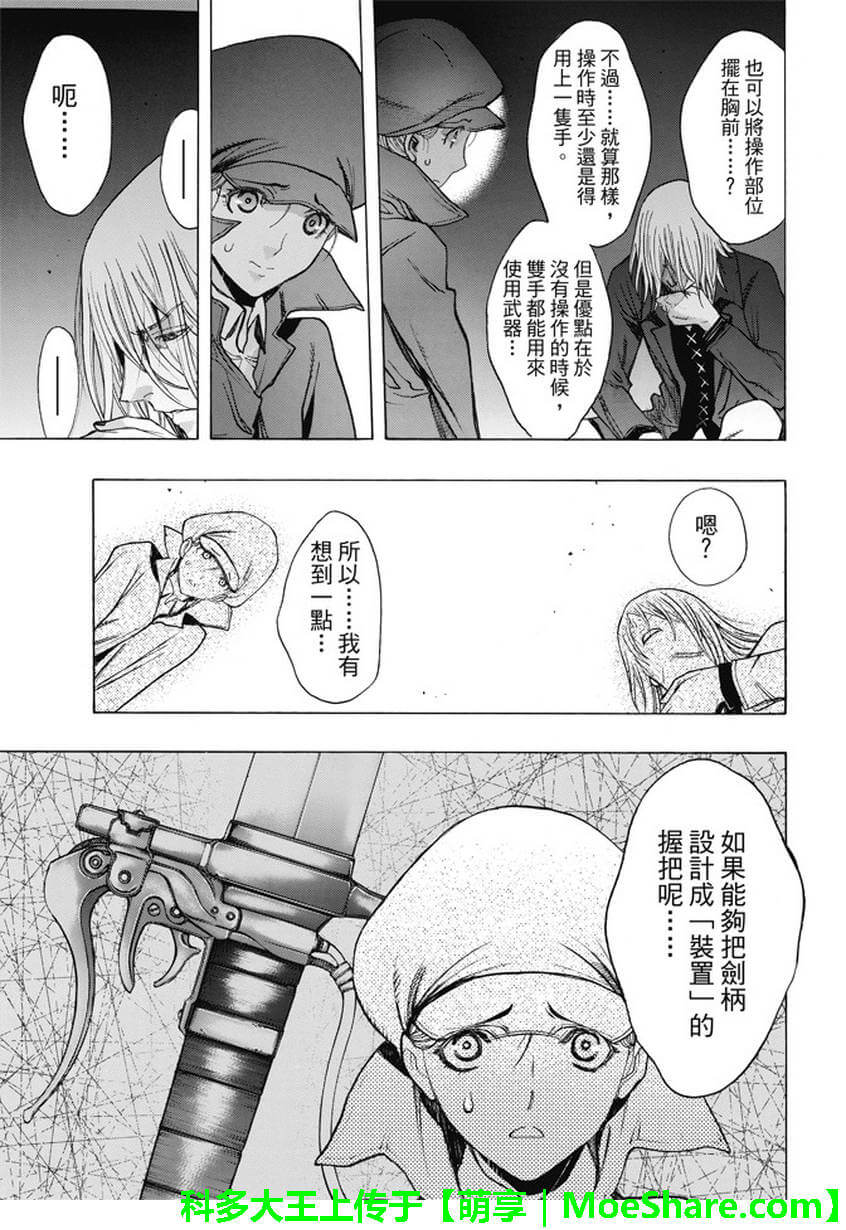 也可以將操作部位
擺在胸前……？
不過……就算那樣，
操作時至少還是得
用上一隻手。
但是優點在於
沒有操作的時候，
雙手都能用來
使用武器…
呃……
嗯？
所以……我有
想到一點…
如果能夠把劍柄
設計成「裝置」的
握把呢……
科多大王上传于【萌享｜MoeShare.com】